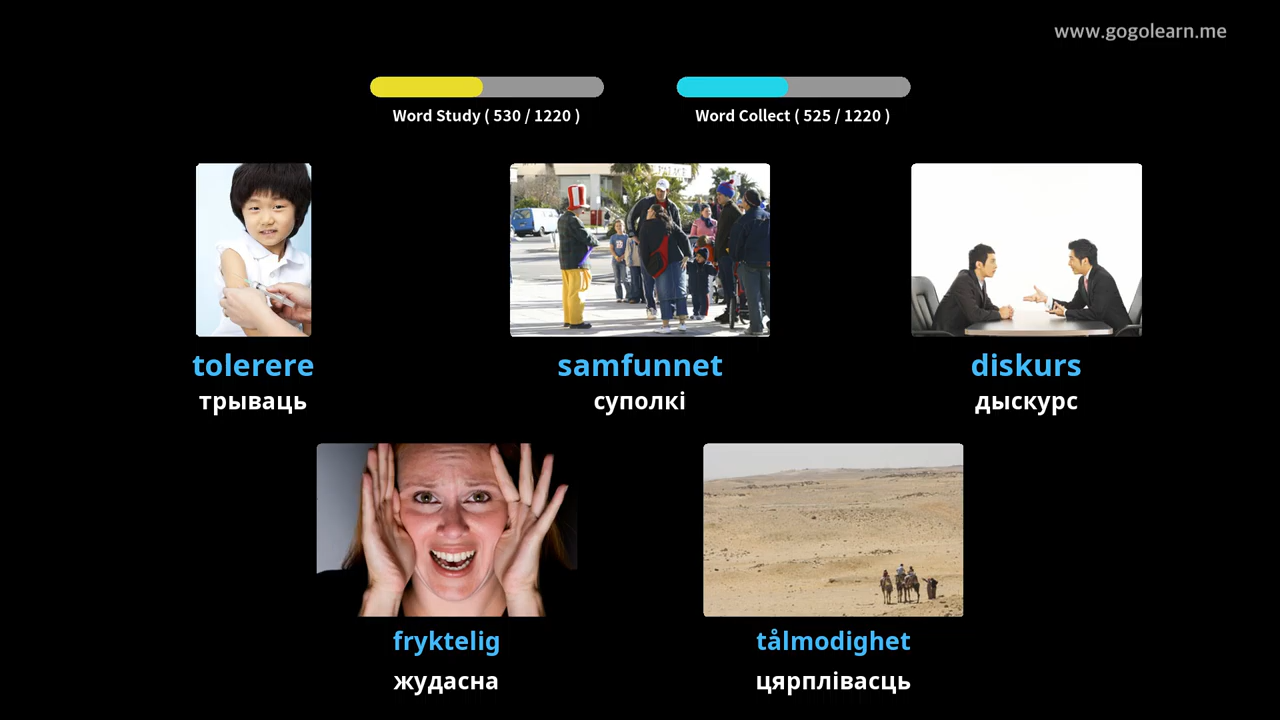 www.gogolearn.me
Word Study ( 530 / 1220 )
Word Collect ( 525 / 1220 )
tolerere
трываць
samfunnet
суполкі
diskurs
дыскурс
fryktelig
жудасна
tålmodighet
цярплівасць